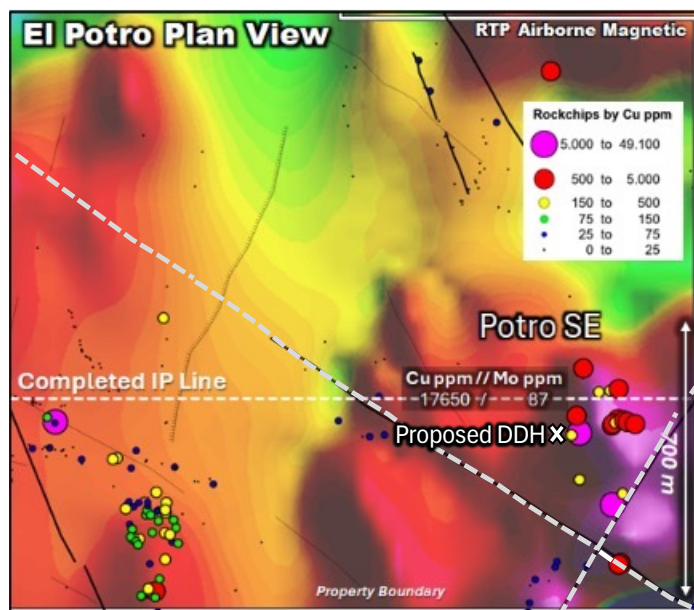 El Potro Plan View
RTP Airborne Magnetic
Rockchips by Cu ppm
5.000 to 49.100
500 to 5.000
150 to 500
75 to 150
25 to 75
0 to 25
Potro SE
Completed IP Line
Cu ppm // Mo ppm
17650 / 87
Proposed DDH X
700 m
Property Boundary